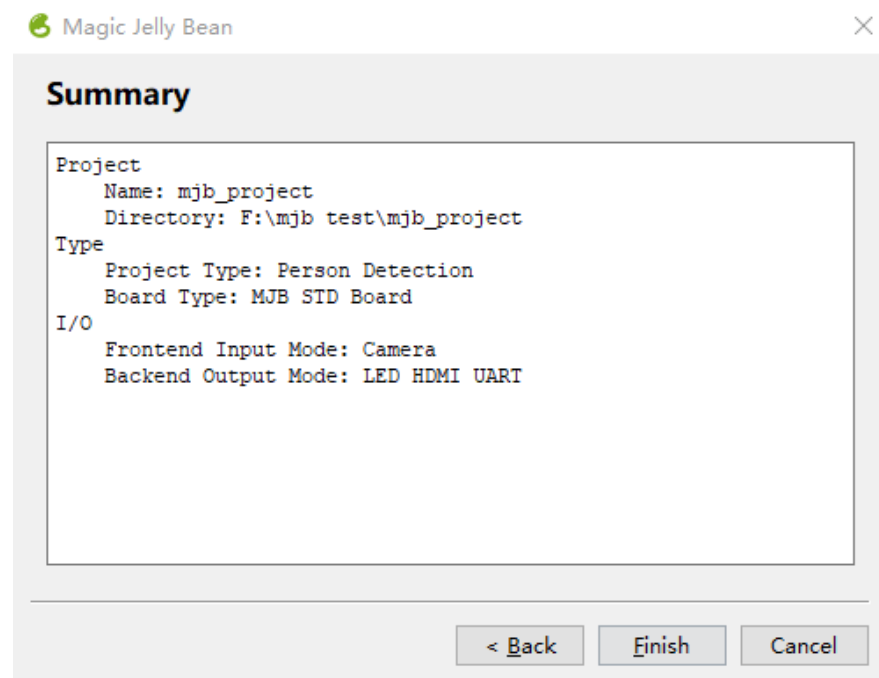 Magic Jelly Bean
Summary
Project
Name: mjb_project
Directory: F:\mjb test\mjb_project
Type
Project Type: Person Detection
Board Type: MJB STD Board
I/O
Frontend Input Mode: Camera
Backend Output Mode: LED HDMI UART
< Back Finish Cancel